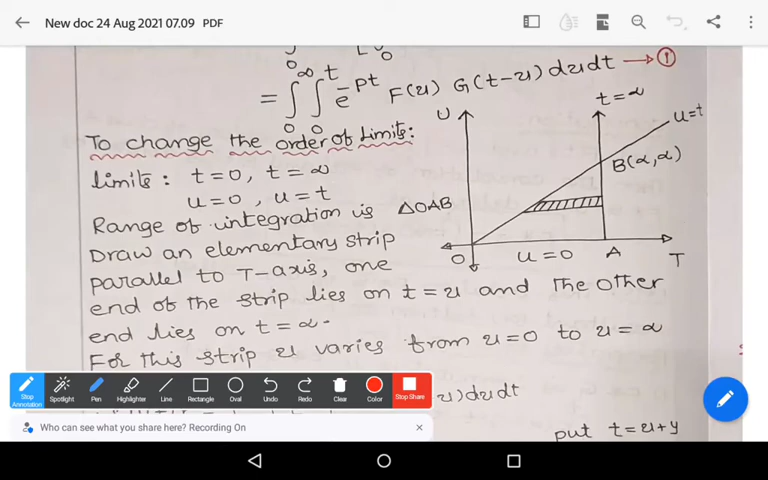 New doc 24 Aug 2021 07.09 PDF
= ∫₀^∞ ∫₀^t e^-Pt F(u) G(t-u) du dt → ①
To change the order of Limits:
limits: t=0, t=∞
u=0, u=t
Range of integration is ΔOAB
Draw an elementary strip
parallel to T-axis, one
end of the strip lies on t=u and the other
end lies on t=∞.
For this strip u varies from u=0 to u=∞
U
t=∞
u=t
B(∞,∞)
O
u=0
A
T
u) du dt
put t=u+y
Stop Annotation Spotlight Pen Highlighter Line Rectangle Oval Undo Redo Clear Color Stop Share
Who can see what you share here? Recording On